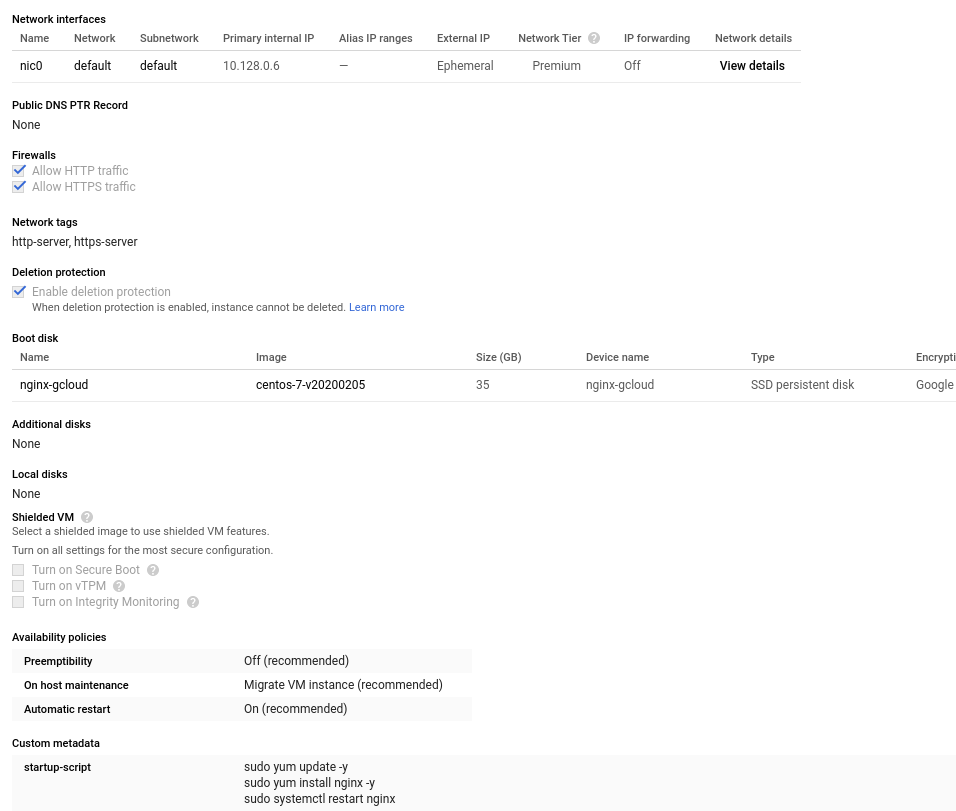 Network interfaces
Name Network Subnetwork Primary internal IP Alias IP ranges External IP Network Tier ? IP forwarding Network details
nic0 default default 10.128.0.6 — Ephemeral Premium Off View details
Public DNS PTR Record
None
Firewalls
Allow HTTP traffic
Allow HTTPS traffic
Network tags
http-server, https-server
Deletion protection
Enable deletion protection
When deletion protection is enabled, instance cannot be deleted. Learn more
Boot disk
Name Image Size (GB) Device name Type Encrypti
nginx-gcloud centos-7-v20200205 35 nginx-gcloud SSD persistent disk Google
Additional disks
None
Local disks
None
Shielded VM ?
Select a shielded image to use shielded VM features.
Turn on all settings for the most secure configuration.
Turn on Secure Boot ?
Turn on vTPM ?
Turn on Integrity Monitoring ?
Availability policies
Preemptibility Off (recommended)
On host maintenance Migrate VM instance (recommended)
Automatic restart On (recommended)
Custom metadata
startup-script sudo yum update -y
sudo yum install nginx -y
sudo systemctl restart nginx